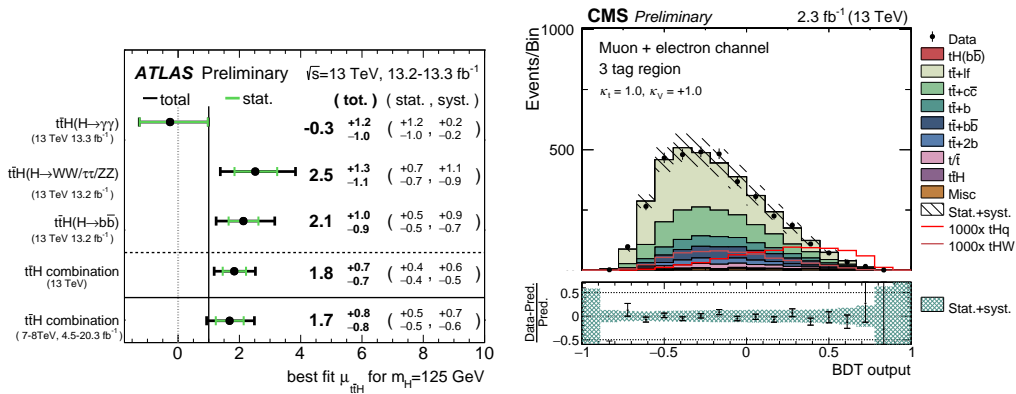 ATLAS Preliminary √s=13 TeV, 13.2-13.3 fb⁻¹
total stat. (tot.) (stat., syst.)
tt̄H(H→γγ) -0.3 +1.2 −1.0 (+1.2 −1.0, +0.2 −0.2)
(13 TeV 13.3 fb⁻¹)
tt̄H(H→WW/ττ/ZZ) 2.5 +1.3 −1.1 (+0.7 −0.7, +1.1 −0.9)
(13 TeV 13.2 fb⁻¹)
tt̄H(H→bb̄) 2.1 +1.0 −0.9 (+0.5 −0.5, +0.9 −0.7)
(13 TeV 13.2 fb⁻¹)
tt̄H combination 1.8 +0.7 −0.7 (+0.4 −0.4, +0.6 −0.5)
(13 TeV)
tt̄H combination 1.7 +0.8 −0.8 (+0.5 −0.5, +0.7 −0.6)
(7-8TeV, 4.5-20.3 fb⁻¹)
0 2 4 6 8 10
best fit μ_tt̄H for m_H=125 GeV
CMS Preliminary 2.3 fb⁻¹ (13 TeV)
Events/Bin
1000
500
Muon + electron channel
3 tag region
κ_t = 1.0, κ_V = +1.0
Data
tH(bb̄)
tt̄+lf
tt̄+cc̄
tt̄+b
tt̄+bb̄
tt̄+2b
t/t̄
tt̄H
Misc
Stat.+syst.
1000x tHq
1000x tHW
Data-Pred.
Pred.
0.5
0.0
−0.5
Stat.+syst.
−1 −0.5 0 0.5 1
BDT output